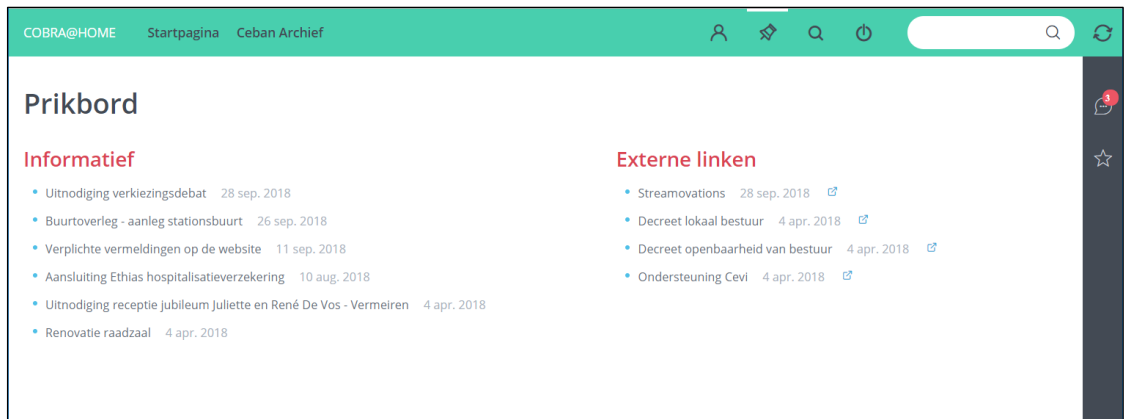 COBRA@HOME Startpagina Ceban Archief
3
Prikbord
Informatief
Uitnodiging verkiezingsdebat 28 sep. 2018
Buurtoverleg - aanleg stationsbuurt 26 sep. 2018
Verplichte vermeldingen op de website 11 sep. 2018
Aansluiting Ethias hospitalisatieverzekering 10 aug. 2018
Uitnodiging receptie jubileum Juliette en René De Vos - Vermeiren 4 apr. 2018
Renovatie raadzaal 4 apr. 2018
Externe linken
Streamovations 28 sep. 2018
Decreet lokaal bestuur 4 apr. 2018
Decreet openbaarheid van bestuur 4 apr. 2018
Ondersteuning Cevi 4 apr. 2018